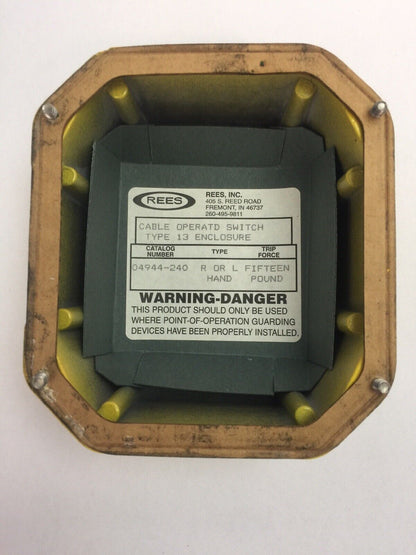 REES
REES, INC.
405 S. REED ROAD
FREMONT, IN 46737
260-495-9811
CABLE OPERATD SWITCH
TYPE 13 ENCLOSURE
CATALOG NUMBER TYPE TRIP FORCE
04944-240 R OR L FIFTEEN
HAND POUND
WARNING-DANGER
THIS PRODUCT SHOULD ONLY BE USED
WHERE POINT-OF-OPERATION GUARDING
DEVICES HAVE BEEN PROPERLY INSTALLED.